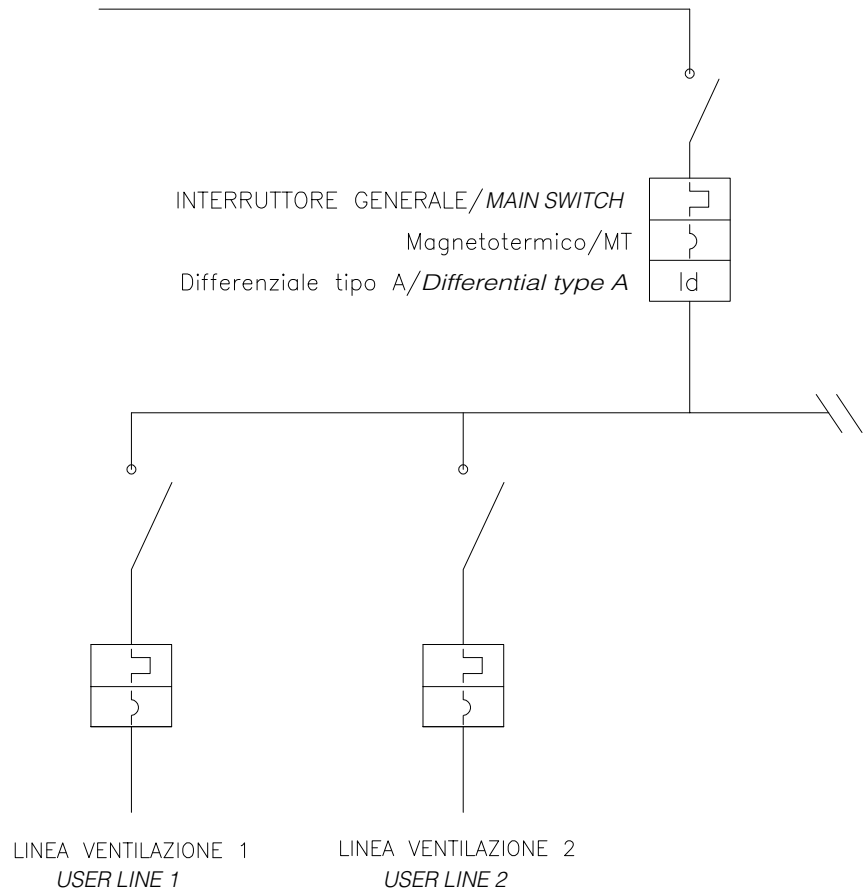 INTERRUTTORE GENERALE/MAIN SWITCH
Magnetotermico/MT
Differenziale tipo A/Differential type A
Id
LINEA VENTILAZIONE 1
USER LINE 1
LINEA VENTILAZIONE 2
USER LINE 2